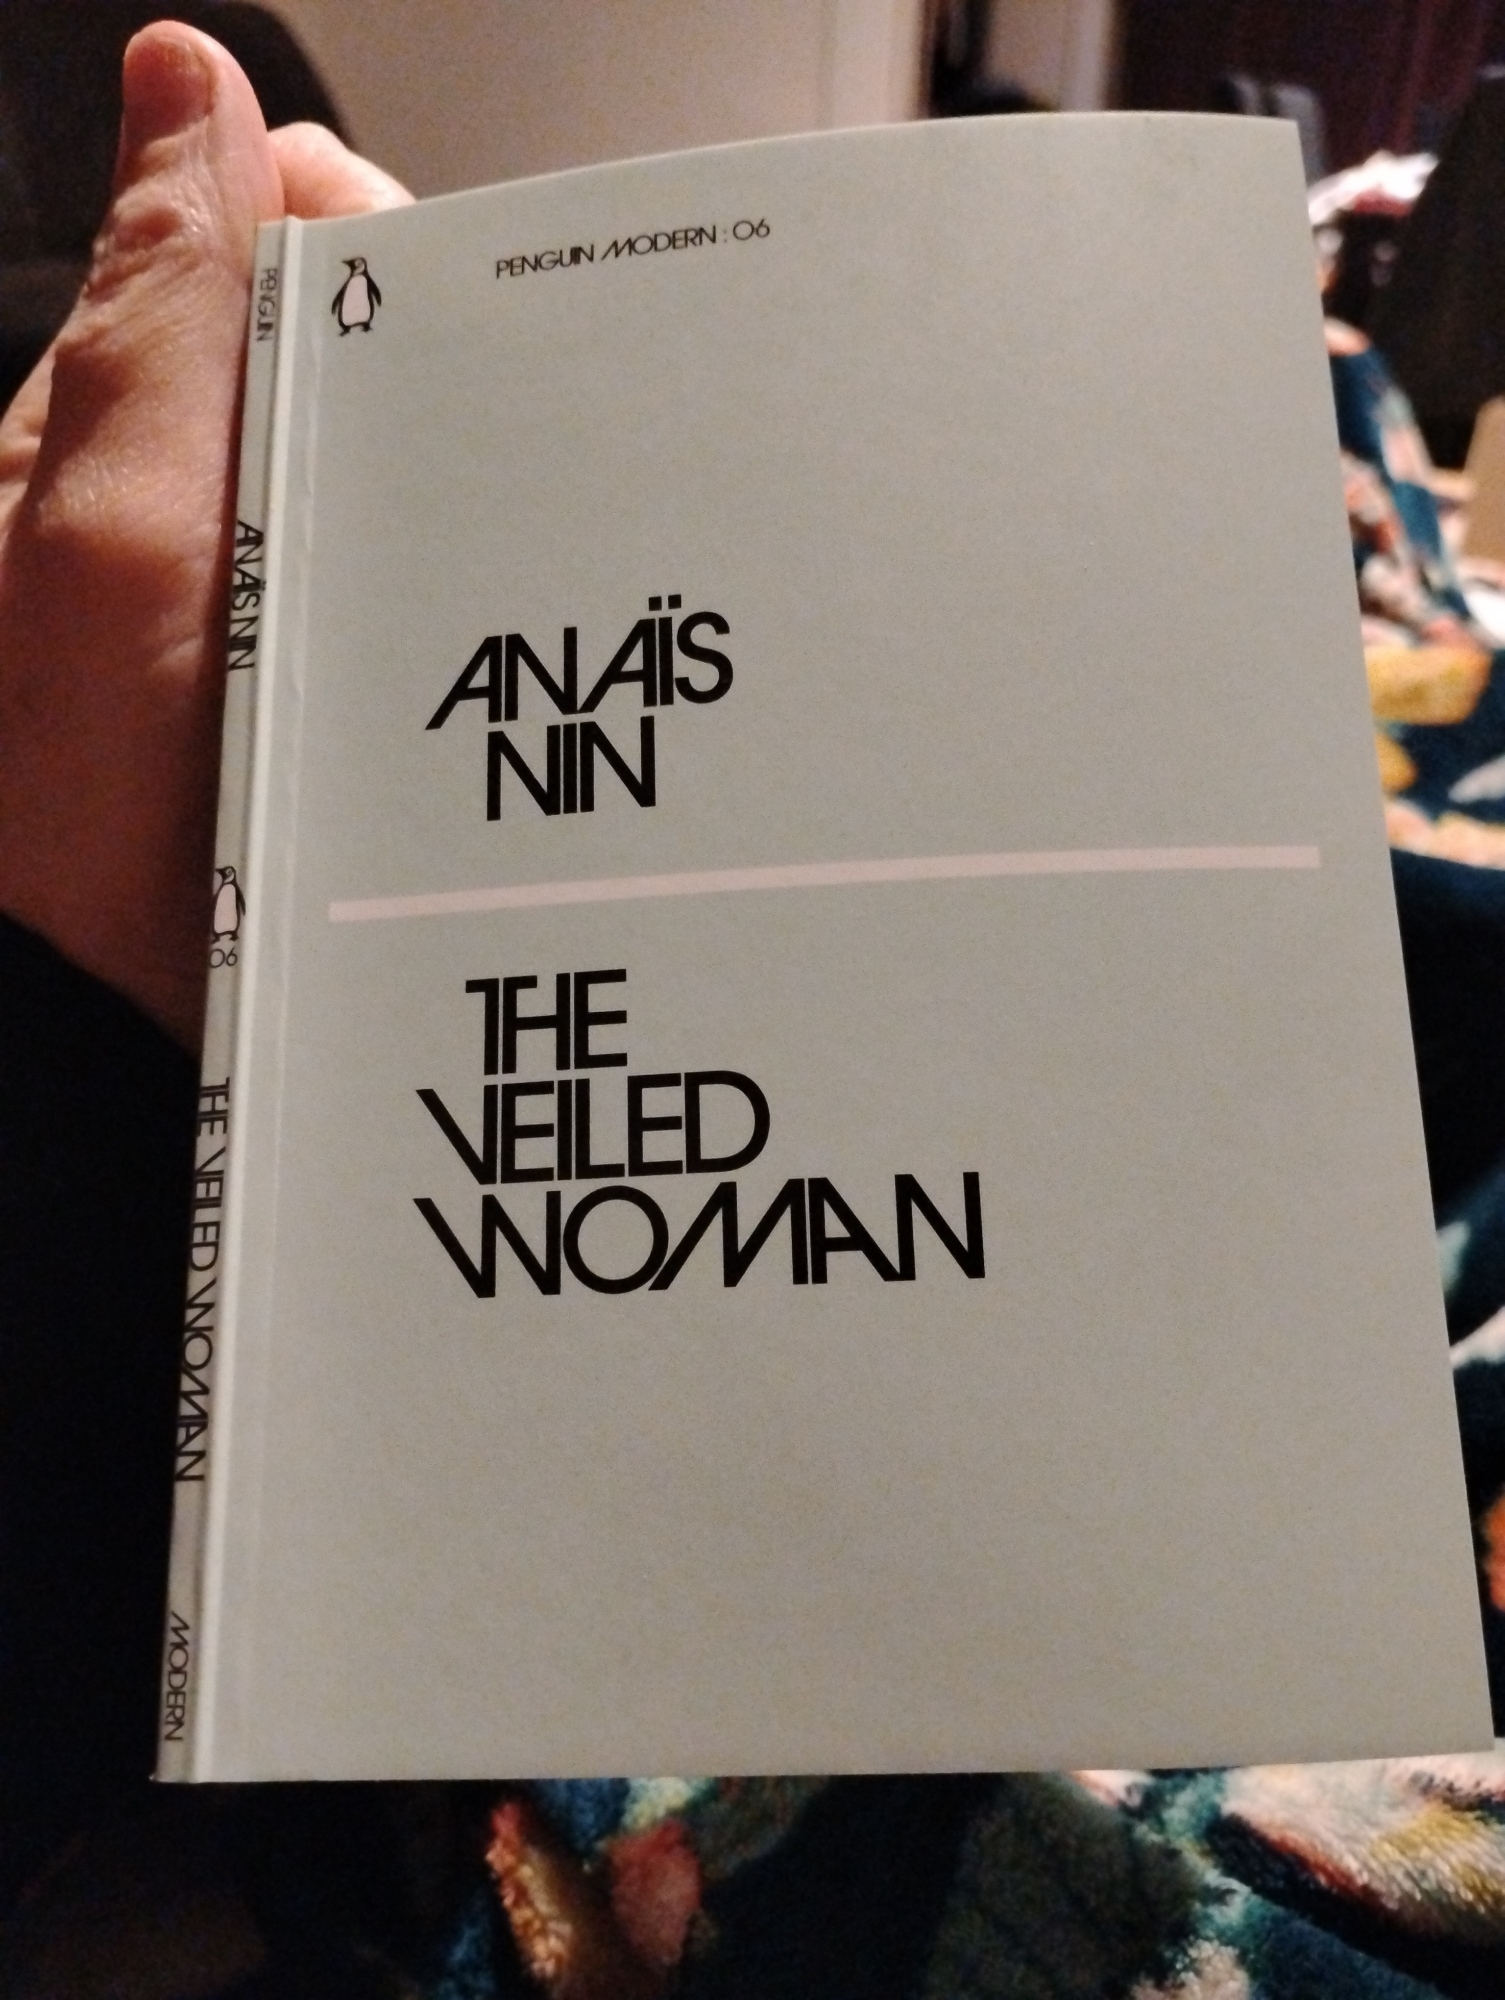 PENGUIN MODERN : 06
ANAÏS
NIN
THE
VEILED
WOMAN
PENGUIN
ANAÏS NIN
06
THE VEILED WOMAN
MODERN